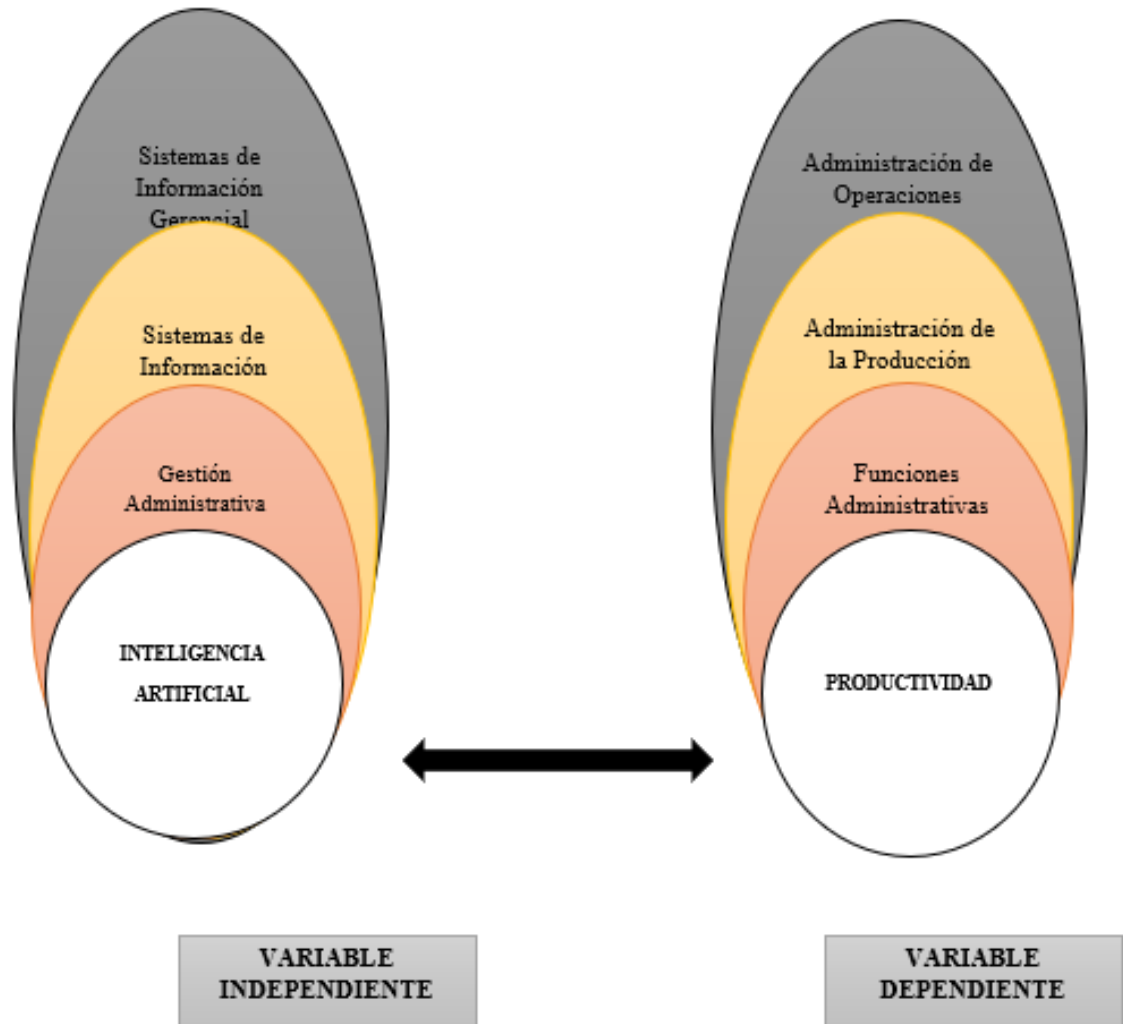 Sistemas de
Información
Gerencial
Sistemas de
Información
Gestión
Administrativa
INTELIGENCIA
ARTIFICIAL
VARIABLE
INDEPENDIENTE
Administración de
Operaciones
Administración de
la Producción
Funciones
Administrativas
PRODUCTIVIDAD
VARIABLE
DEPENDIENTE